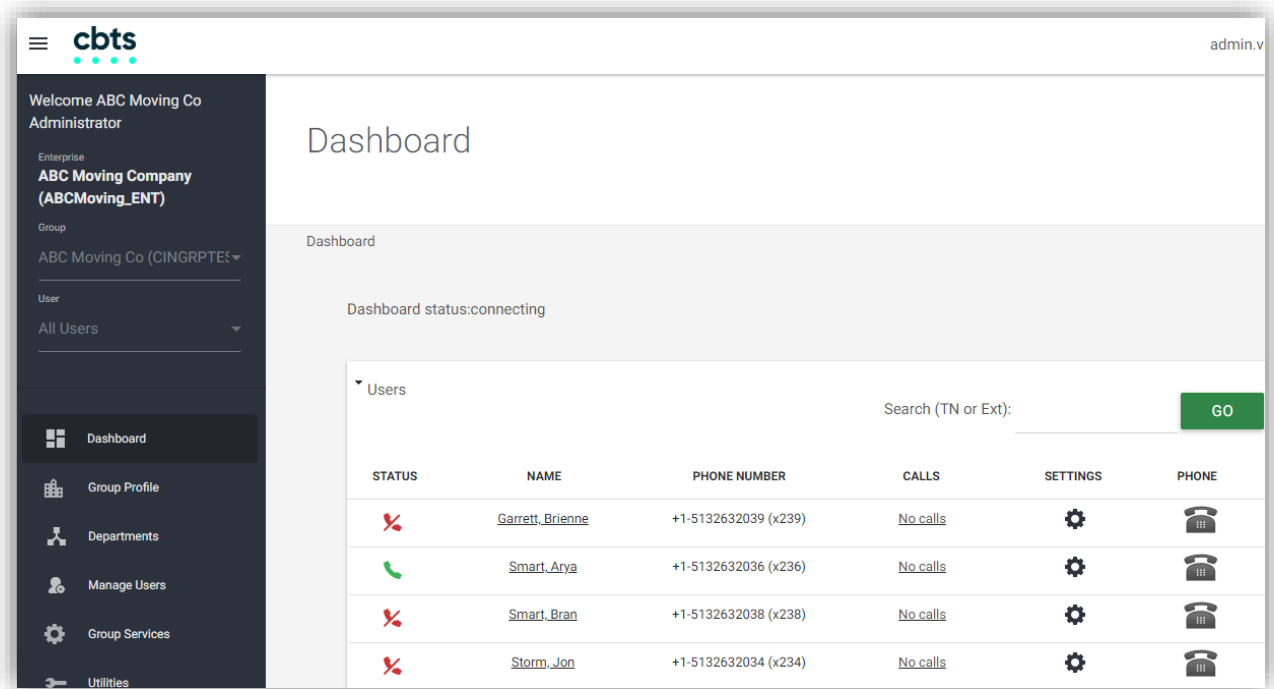 cbts
admin.v
Welcome ABC Moving Co
Administrator
Enterprise
ABC Moving Company
(ABCMoving_ENT)
Group
ABC Moving Co (CINGRPTES
User
All Users
Dashboard
Group Profile
Departments
Manage Users
Group Services
Utilities
Dashboard
Dashboard
Dashboard status:connecting
Users
Search (TN or Ext):
GO
STATUS NAME PHONE NUMBER CALLS SETTINGS PHONE
Garrett, Brienne +1-5132632039 (x239) No calls
Smart, Arya +1-5132632036 (x236) No calls
Smart, Bran +1-5132632038 (x238) No calls
Storm, Jon +1-5132632034 (x234) No calls